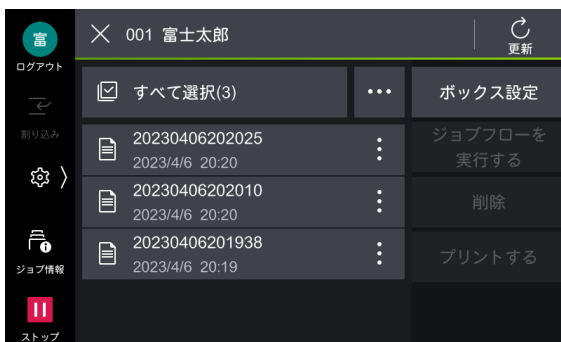 富
ログアウト
割り込み
ジョブ情報
ストップ
001 富士太郎
更新
すべて選択(3)
20230406202025
2023/4/6 20:20
20230406202010
2023/4/6 20:20
20230406201938
2023/4/6 20:19
ボックス設定
ジョブフローを
実行する
削除
プリントする